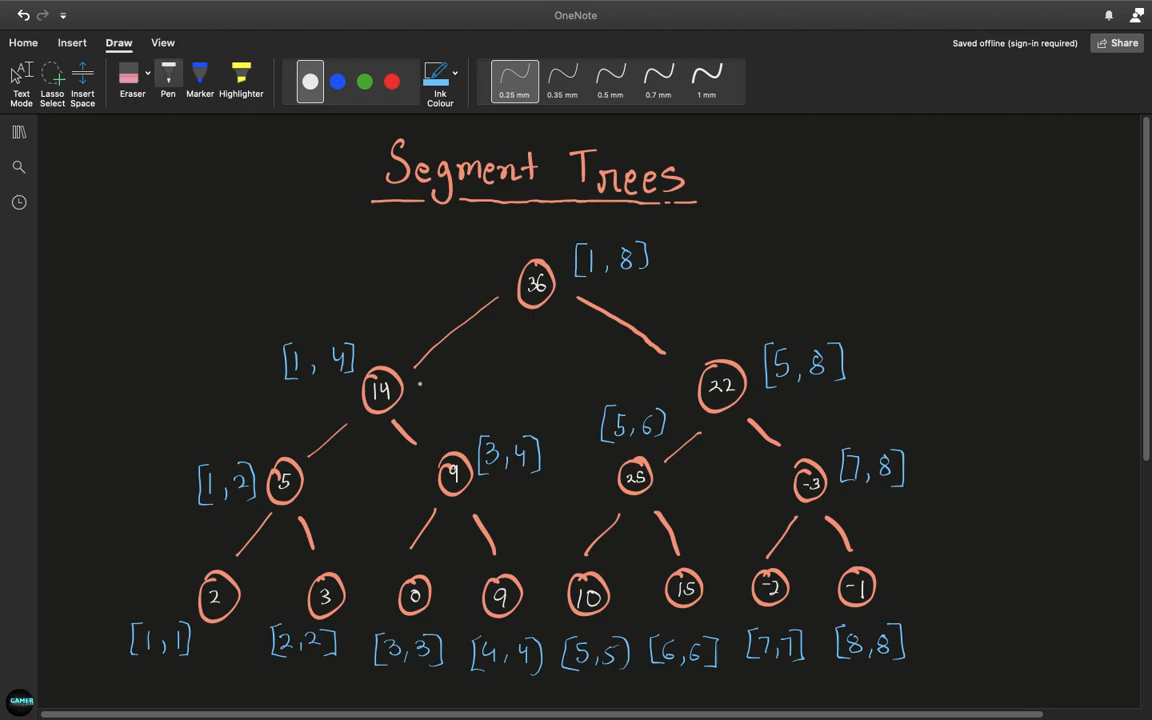 OneNote
Home Insert Draw View
Saved offline (sign-in required) Share
Text Mode
Lasso Select
Insert Space
Eraser
Pen
Marker
Highlighter
Ink Colour
0.25 mm 0.35 mm 0.5 mm 0.7 mm 1 mm
Segment Trees
36 [1, 8]
[1, 4] 14
22 [5, 8]
[1, 2] 5
9 [3, 4]
[5, 6] 25
-3 [7, 8]
2 3 0 9 10 15 -2 -1
[1, 1] [2, 2] [3, 3] [4, 4) [5, 5) [6, 6] [7, 7] [8, 8]
GAMER